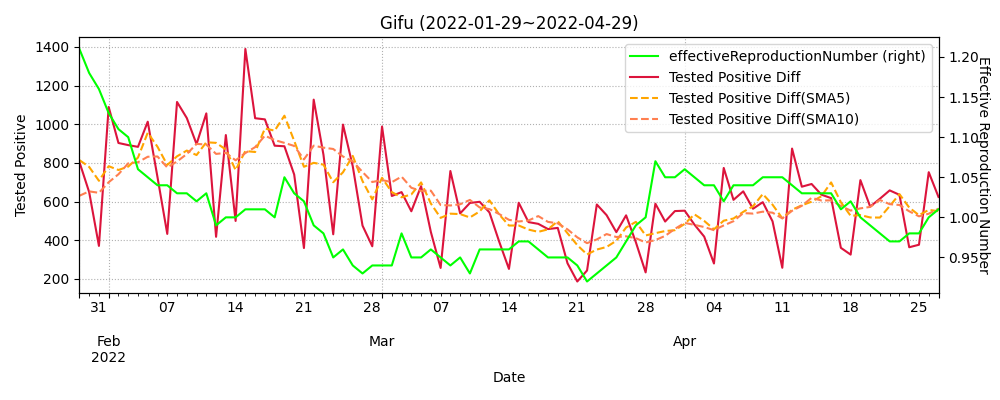 Gifu (2022-01-29~2022-04-29)
effectiveReproductionNumber (right)
Tested Positive Diff
Tested Positive Diff(SMA5)
Tested Positive Diff(SMA10)
Tested Positive
1400
1200
1000
800
600
400
200
Effective Reproduction Number
1.20
1.15
1.10
1.05
1.00
0.95
31 07 14 21 28 07 14 21 28 04 11 18 25
Feb Mar Apr
2022
Date